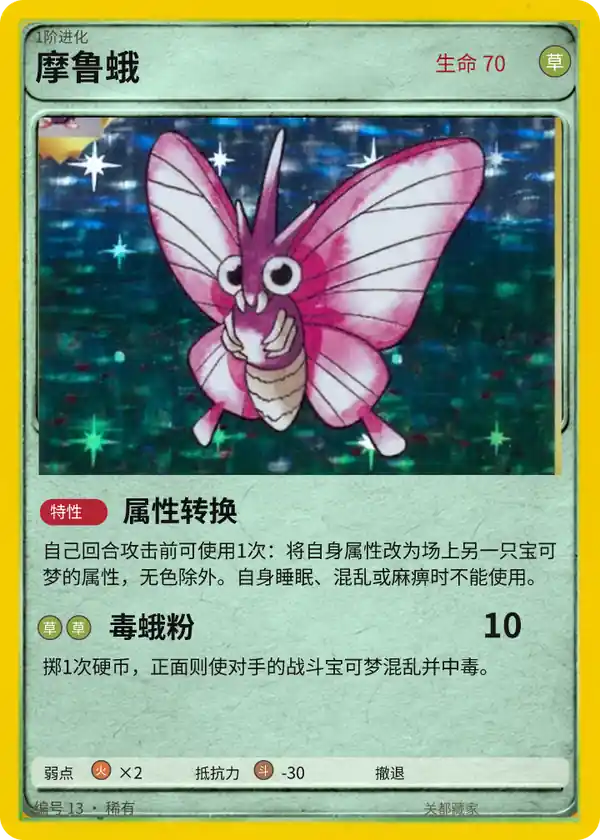 1阶进化
摩鲁蛾
生命 70
草
特性 属性转换
自己回合攻击前可使用1次：将自身属性改为场上另一只宝可
梦的属性，无色除外。自身睡眠、混乱或麻痹时不能使用。
草 草 毒蛾粉 10
掷1次硬币，正面则使对手的战斗宝可梦混乱并中毒。
弱点 火 ×2 抵抗力 斗 -30 撤退
编号 13 · 稀有 关都藏家